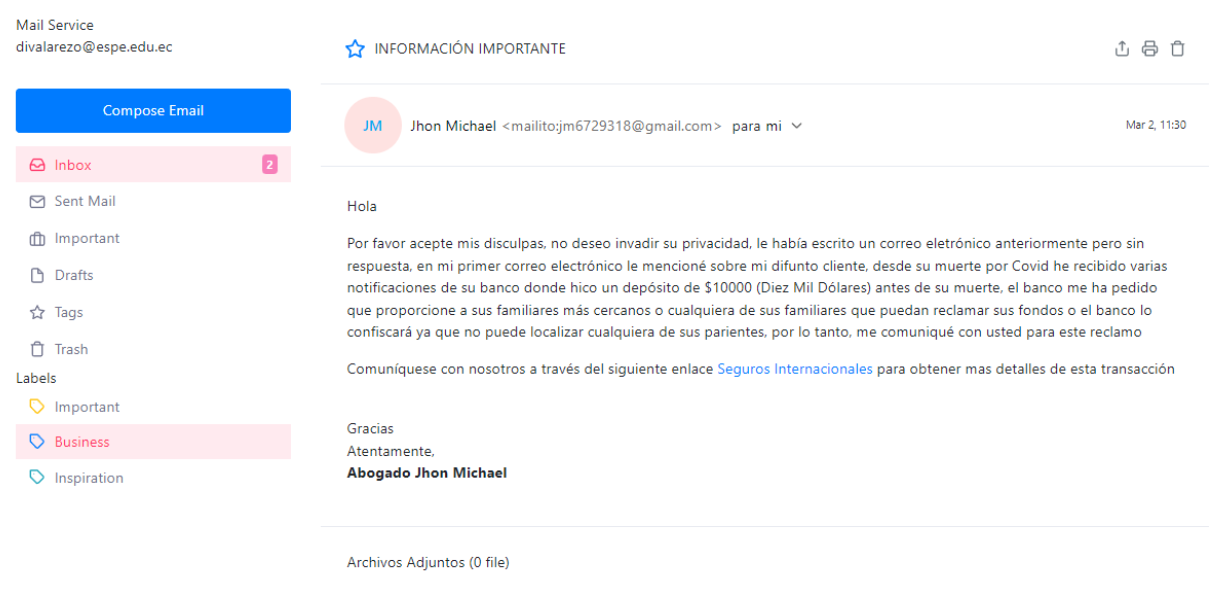 Mail Service
divalarezo@espe.edu.ec
Compose Email
Inbox 2
Sent Mail
Important
Drafts
Tags
Trash
Labels
Important
Business
Inspiration
INFORMACIÓN IMPORTANTE
JM Jhon Michael <mailito:jm6729318@gmail.com> para mi Mar 2, 11:30
Hola
Por favor acepte mis disculpas, no deseo invadir su privacidad, le había escrito un correo eletrónico anteriormente pero sin
respuesta, en mi primer correo electrónico le mencioné sobre mi difunto cliente, desde su muerte por Covid he recibido varias
notificaciones de su banco donde hico un depósito de $10000 (Diez Mil Dólares) antes de su muerte, el banco me ha pedido
que proporcione a sus familiares más cercanos o cualquiera de sus familiares que puedan reclamar sus fondos o el banco lo
confiscará ya que no puede localizar cualquiera de sus parientes, por lo tanto, me comuniqué con usted para este reclamo
Comuníquese con nosotros a través del siguiente enlace Seguros Internacionales para obtener mas detalles de esta transacción
Gracias
Atentamente,
Abogado Jhon Michael
Archivos Adjuntos (0 file)